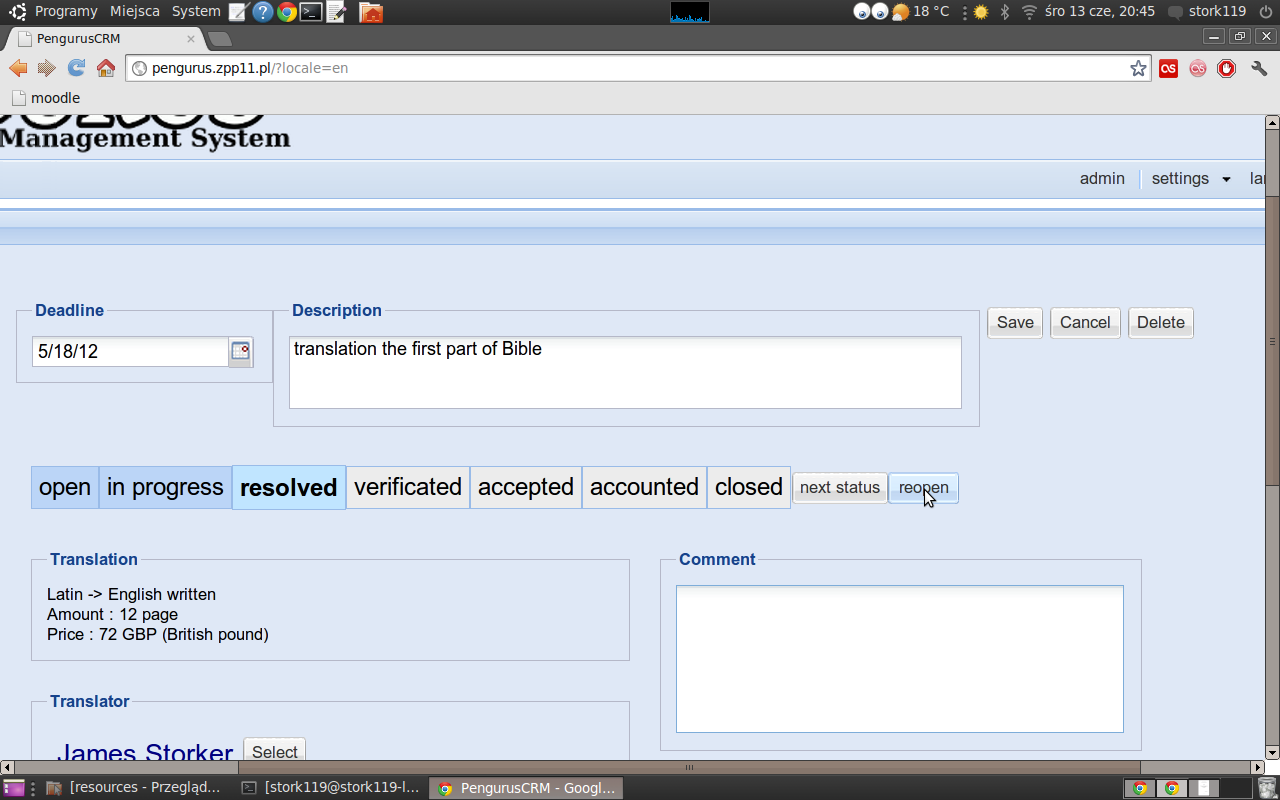 Programy Miejsca System 18 °C śro 13 cze, 20:45 stork119
PengurusCRM
pengurus.zpp11.pl/?locale=en
moodle
Management System
admin settings
Deadline Description
Save Cancel Delete
5/18/12 translation the first part of Bible
open in progress resolved verificated accepted accounted closed next status reopen
Translation Comment
Latin -> English written
Amount : 12 page
Price : 72 GBP (British pound)
Translator
James Storker Select
[resources - Przegląd... [stork119@stork119-l... PengurusCRM - Googl...